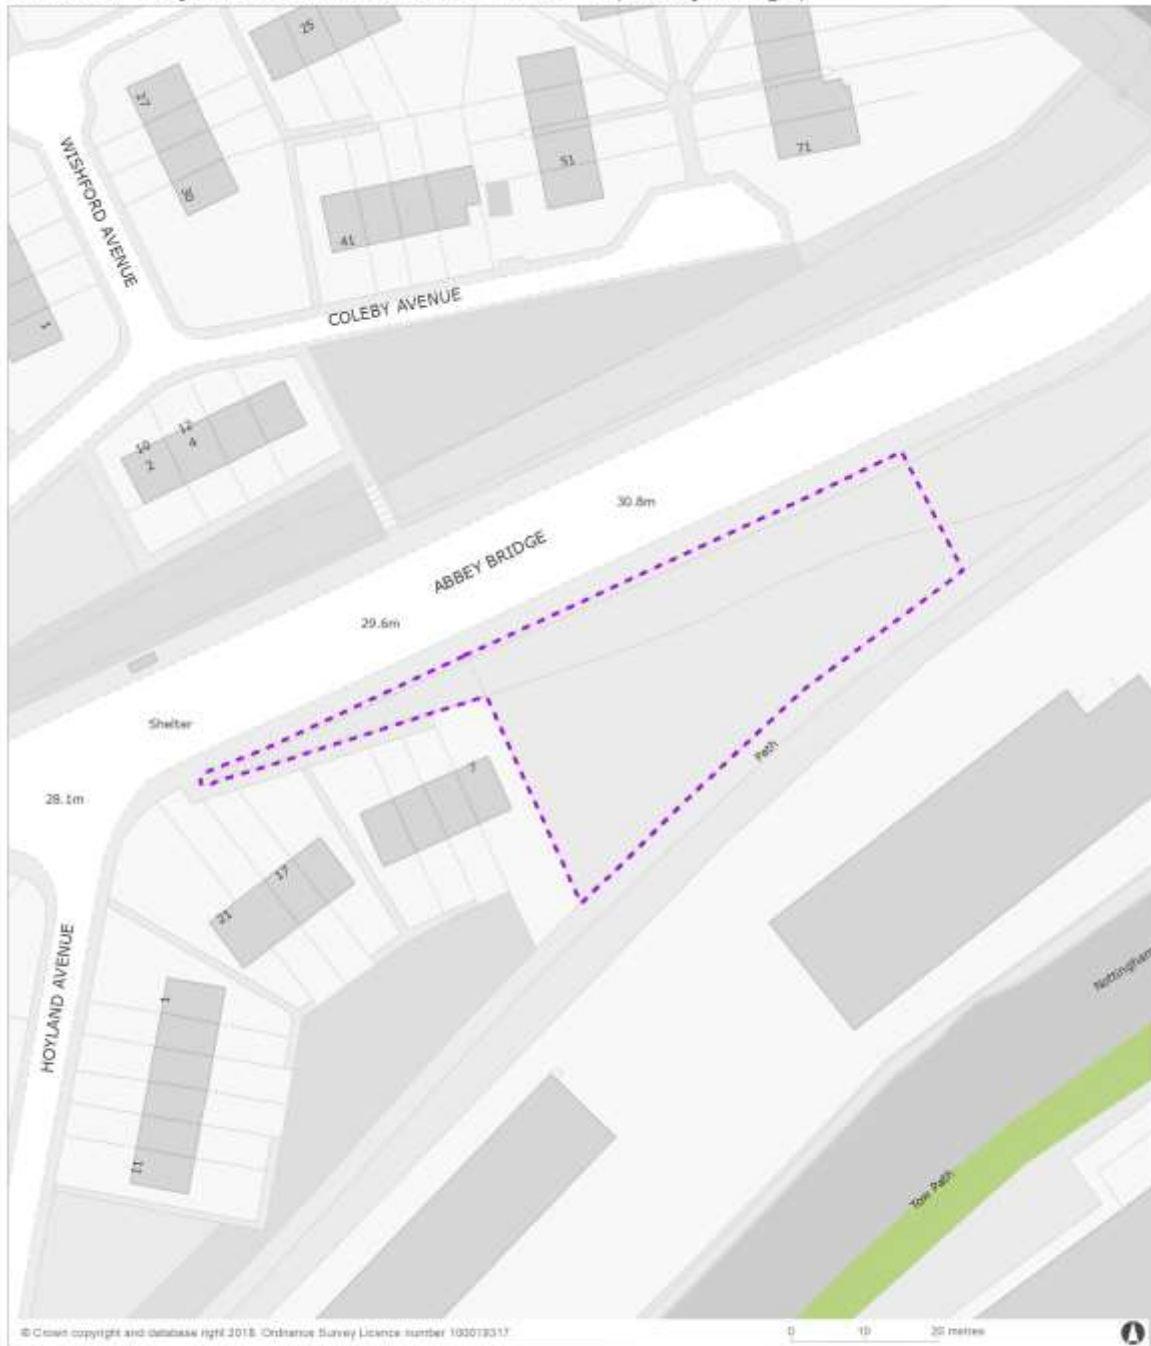 25
27
51
71
WISHFORD AVENUE
30
41
COLEBY AVENUE
1
10
12
2
4
30.8m
ABBEY BRIDGE
29.6m
Shelter
28.1m
Path
7
17
21
HOYLAND AVENUE
1
11
Nottingham
Tow Path
© Crown copyright and database right 2018. Ordnance Survey Licence number 100019317.
0 10 20 metres